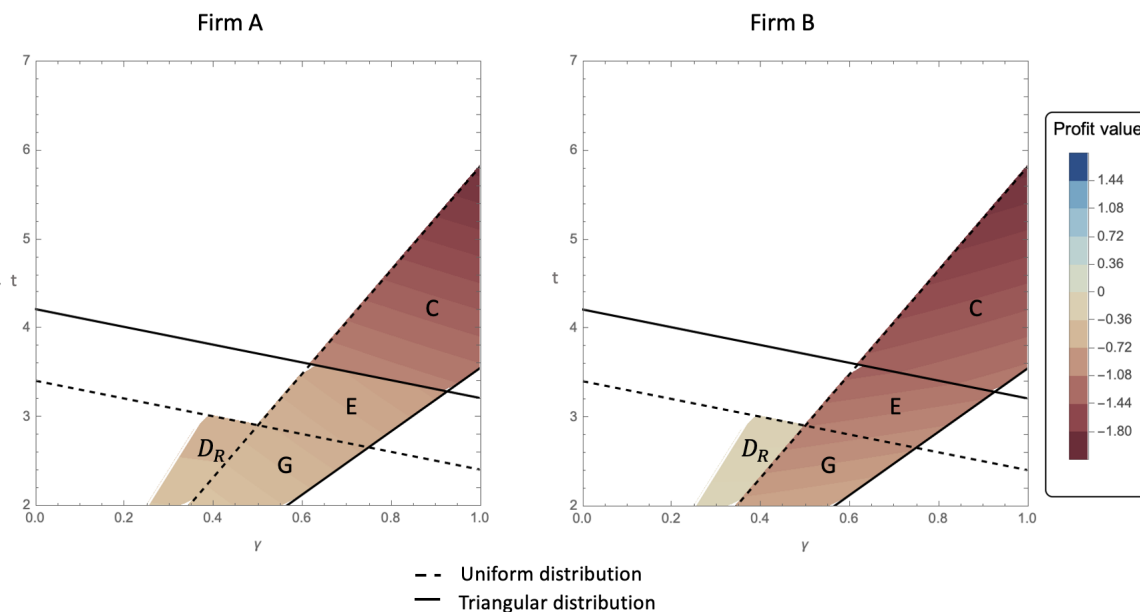 Firm A
Firm B
7
6
5
4
3
2
t
0.0 0.2 0.4 0.6 0.8 1.0
γ
C
E
D_R
G
7
6
5
4
3
2
t
0.0 0.2 0.4 0.6 0.8 1.0
γ
C
E
D_R
G
Profit value
1.44
1.08
0.72
0.36
0
-0.36
-0.72
-1.08
-1.44
-1.80
Uniform distribution
Triangular distribution